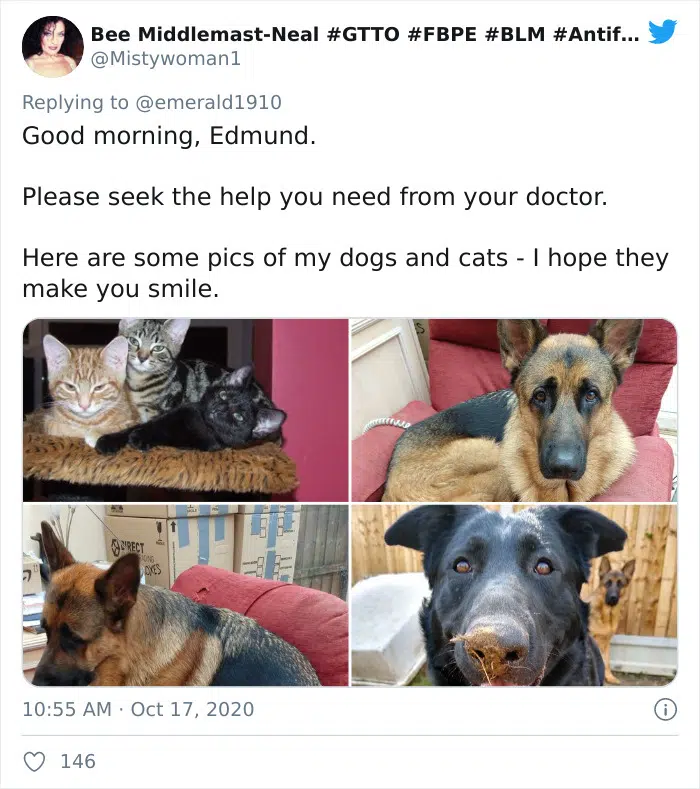 Bee Middlemast-Neal #GTTO #FBPE #BLM #Antif...
@Mistywoman1
Replying to @emerald1910
Good morning, Edmund.
Please seek the help you need from your doctor.
Here are some pics of my dogs and cats - I hope they
make you smile.
DIRECT
10:55 AM · Oct 17, 2020
146